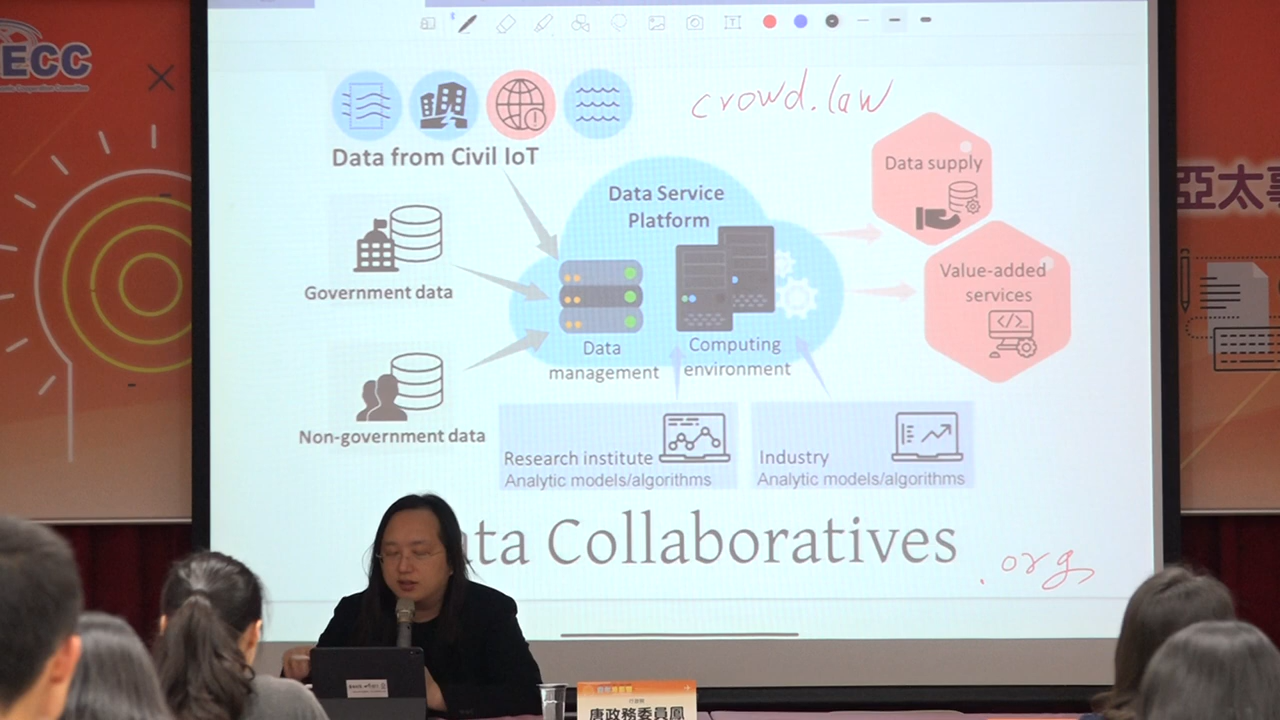 ECC
crowd.law
Data from Civil IoT
Data Service
Platform
Data supply
Government data
Value-added
services
Data
management
Computing
environment
Non-government data
Research institute
Analytic models/algorithms
Industry
Analytic models/algorithms
ata Collaboratives
.org
亞太
唐政務委員鳳